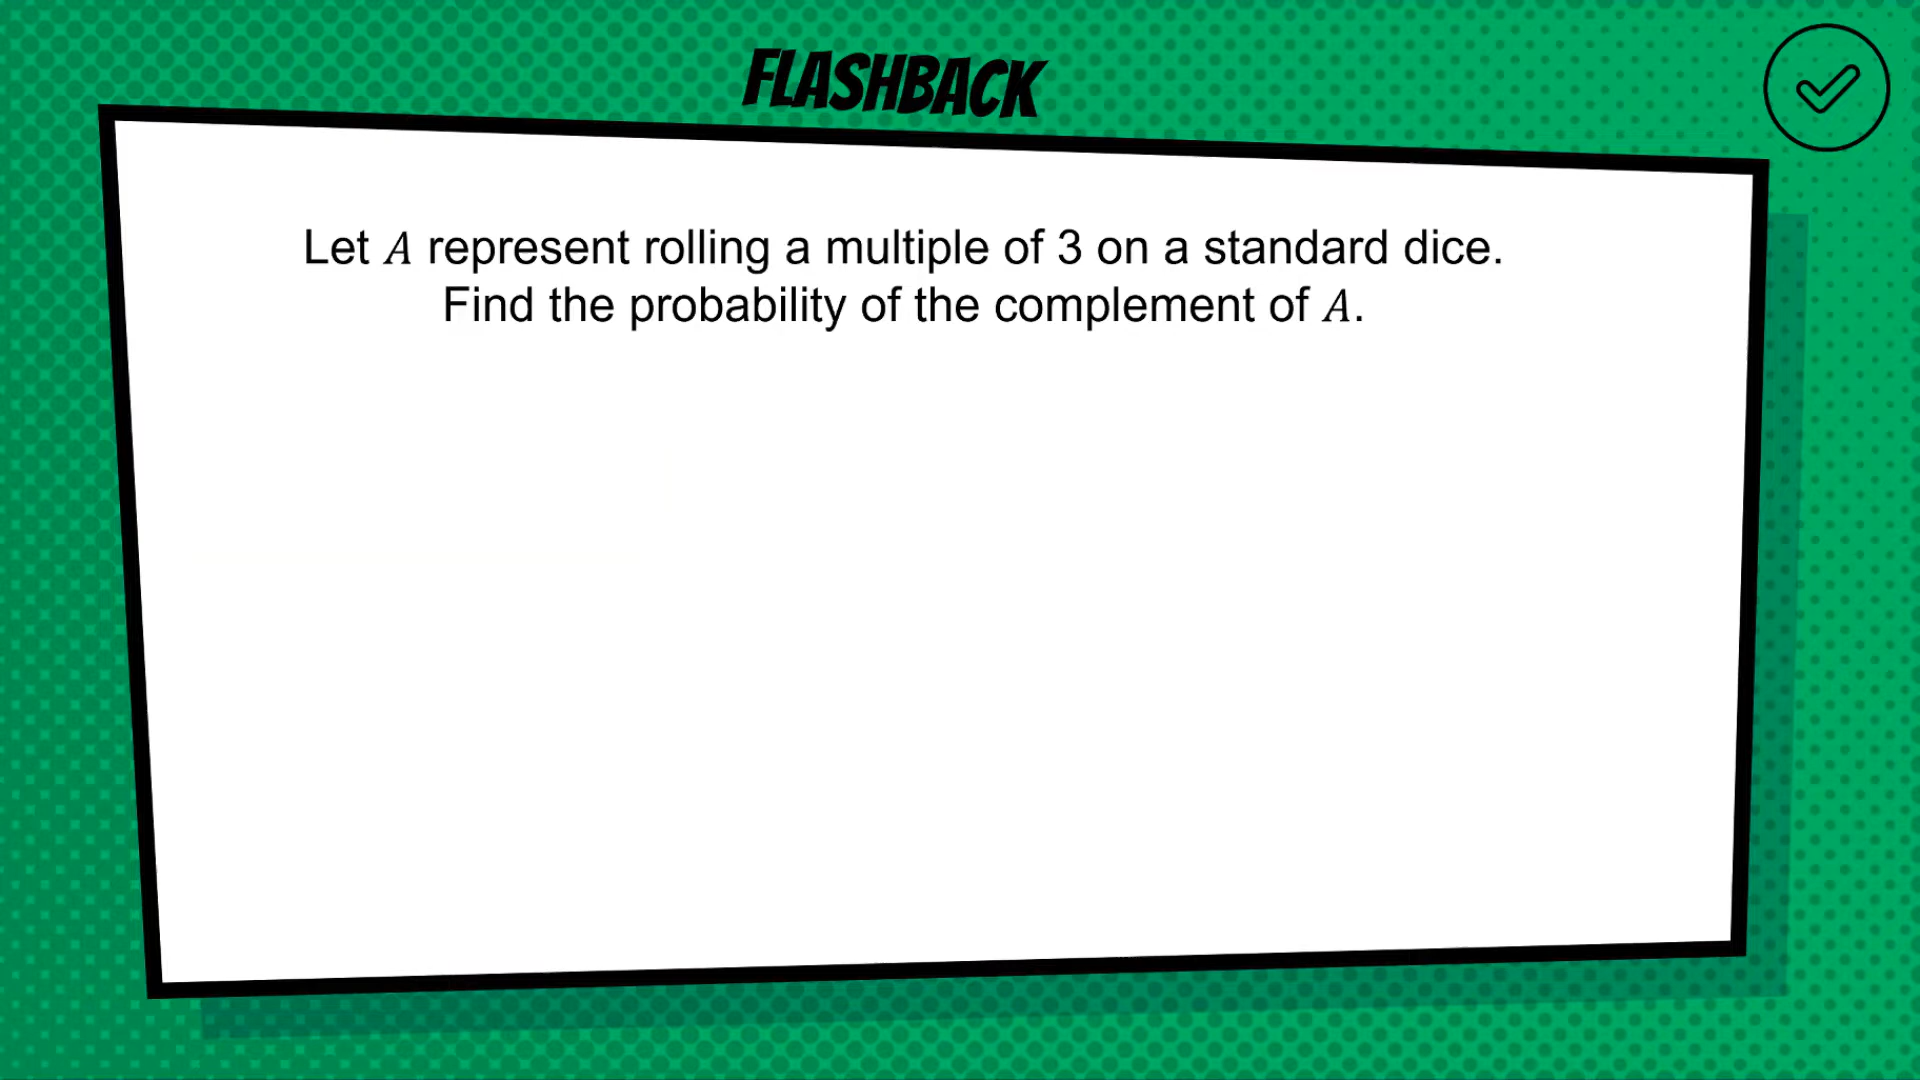 FLASHBACK
Let A represent rolling a multiple of 3 on a standard dice.
Find the probability of the complement of A.